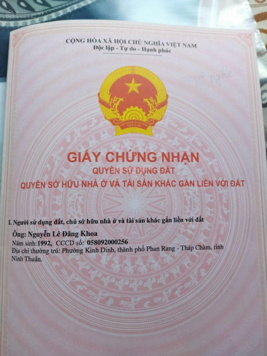 CỘNG HÒA XÃ HỘI CHỦ NGHĨA VIỆT NAM
Độc lập - Tự do - Hạnh phúc
GIẤY CHỨNG NHẬN
QUYỀN SỬ DỤNG ĐẤT
QUYỀN SỞ HỮU NHÀ Ở VÀ TÀI SẢN KHÁC GẮN LIỀN VỚI ĐẤT
I. Người sử dụng đất, chủ sở hữu nhà ở và tài sản khác gắn liền với đất
Ông: Nguyễn Lê Đăng Khoa
Năm sinh: 1992, CCCD số: 058092000256
Địa chỉ thường trú: Phường Kinh Dinh, thành phố Phan Rang - Tháp Chàm, tỉnh
Ninh Thuận.